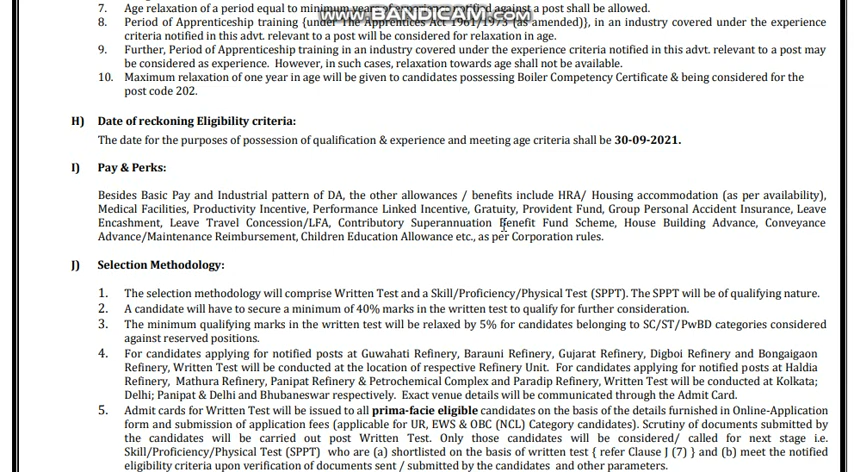 7. Age relaxation of a period equal to minimum years of against a post shall be allowed.
www.BANDICAM.com
8. Period of Apprenticeship training {under the Apprentices Act 1961/1973 (as amended)}, in an industry covered under the experience
criteria notified in this advt. relevant to a post will be considered for relaxation in age.
9. Further, Period of Apprenticeship training in an industry covered under the experience criteria notified in this advt. relevant to a post may
be considered as experience. However, in such cases, relaxation towards age shall not be available.
10. Maximum relaxation of one year in age will be given to candidates possessing Boiler Competency Certificate & being considered for the
post code 202.
H) Date of reckoning Eligibility criteria:
The date for the purposes of possession of qualification & experience and meeting age criteria shall be 30-09-2021.
I) Pay & Perks:
Besides Basic Pay and Industrial pattern of DA, the other allowances / benefits include HRA/ Housing accommodation (as per availability),
Medical Facilities, Productivity Incentive, Performance Linked Incentive, Gratuity, Provident Fund, Group Personal Accident Insurance, Leave
Encashment, Leave Travel Concession/LFA, Contributory Superannuation Benefit Fund Scheme, House Building Advance, Conveyance
Advance/Maintenance Reimbursement, Children Education Allowance etc., as per Corporation rules.
J) Selection Methodology:
1. The selection methodology will comprise Written Test and a Skill/Proficiency/Physical Test (SPPT). The SPPT will be of qualifying nature.
2. A candidate will have to secure a minimum of 40% marks in the written test to qualify for further consideration.
3. The minimum qualifying marks in the written test will be relaxed by 5% for candidates belonging to SC/ST/PwBD categories considered
against reserved positions.
4. For candidates applying for notified posts at Guwahati Refinery, Barauni Refinery, Gujarat Refinery, Digboi Refinery and Bongaigaon
Refinery, Written Test will be conducted at the location of respective Refinery Unit. For candidates applying for notified posts at Haldia
Refinery, Mathura Refinery, Panipat Refinery & Petrochemical Complex and Paradip Refinery, Written Test will be conducted at Kolkata;
Delhi; Panipat & Delhi and Bhubaneswar respectively. Exact venue details will be communicated through the Admit Card.
5. Admit cards for Written Test will be issued to all prima-facie eligible candidates on the basis of the details furnished in Online-Application
form and submission of application fees (applicable for UR, EWS & OBC (NCL) Category candidates). Scrutiny of documents submitted by
the candidates will be carried out post Written Test. Only those candidates will be considered/ called for next stage i.e.
Skill/Proficiency/Physical Test (SPPT) who are (a) shortlisted on the basis of written test { refer Clause J (7) } and (b) meet the notified
eligibility criteria upon verification of documents sent / submitted by the candidates and other parameters.